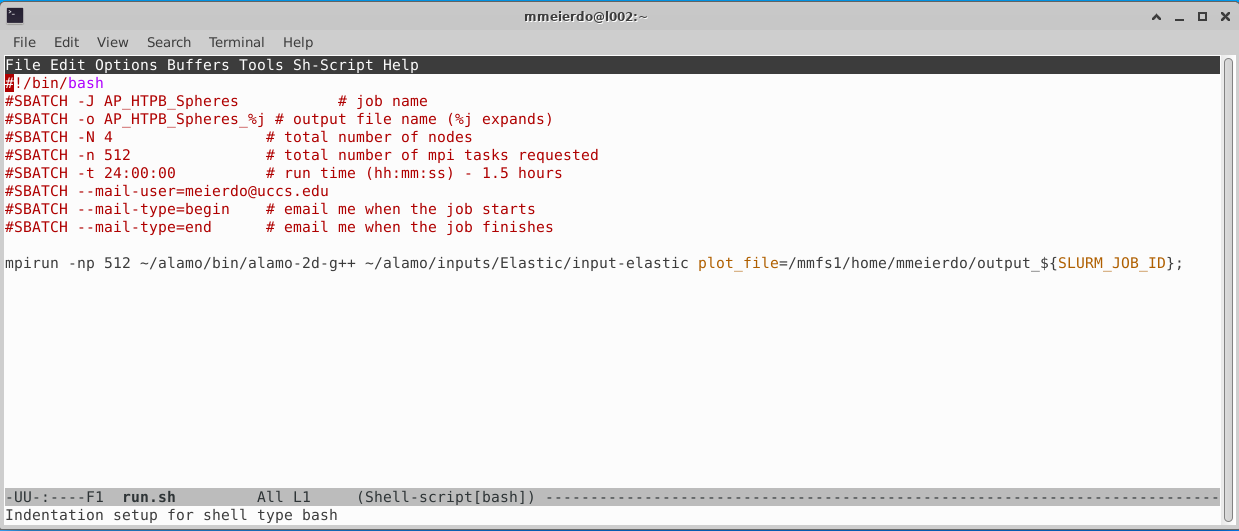 mmeierdo@l002:~
File Edit View Search Terminal Help
File Edit Options Buffers Tools Sh-Script Help
#!/bin/bash
#SBATCH -J AP_HTPB_Spheres           # job name
#SBATCH -o AP_HTPB_Spheres_%j # output file name (%j expands)
#SBATCH -N 4                 # total number of nodes
#SBATCH -n 512               # total number of mpi tasks requested
#SBATCH -t 24:00:00          # run time (hh:mm:ss) - 1.5 hours
#SBATCH --mail-user=meierdo@uccs.edu
#SBATCH --mail-type=begin    # email me when the job starts
#SBATCH --mail-type=end      # email me when the job finishes
mpirun -np 512 ~/alamo/bin/alamo-2d-g++ ~/alamo/inputs/Elastic/input-elastic plot_file=/mmfs1/home/mmeierdo/output_${SLURM_JOB_ID};
-UU-:----F1  run.sh         All L1     (Shell-script[bash]) ---------------------------------------------------------------------------
Indentation setup for shell type bash